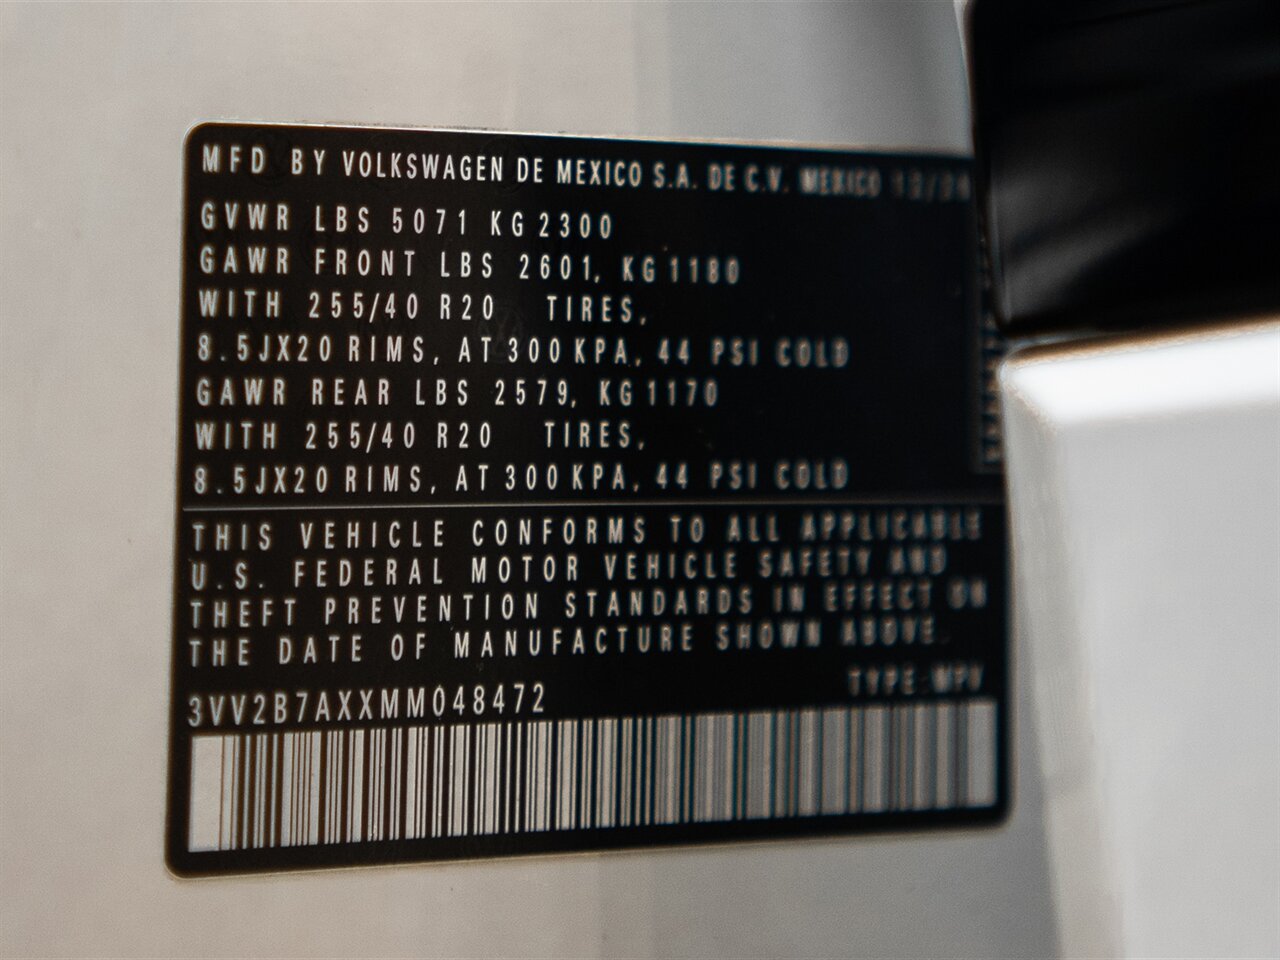 MFD BY VOLKSWAGEN DE MEXICO S.A. DE C.V. MEXICO
GVWR LBS 5071 KG 2300
GAWR FRONT LBS 2601, KG 1180
WITH 255/40 R20 TIRES,
8.5JX20 RIMS, AT 300 KPA, 44 PSI COLD
GAWR REAR LBS 2579, KG 1170
WITH 255/40 R20 TIRES,
8.5JX20 RIMS, AT 300 KPA, 44 PSI COLD
THIS VEHICLE CONFORMS TO ALL APPLICABLE
U.S. FEDERAL MOTOR VEHICLE SAFETY AND
THEFT PREVENTION STANDARDS IN EFFECT ON
THE DATE OF MANUFACTURE SHOWN ABOVE.
TYPE: MPV
3VV2B7AXXMM048472